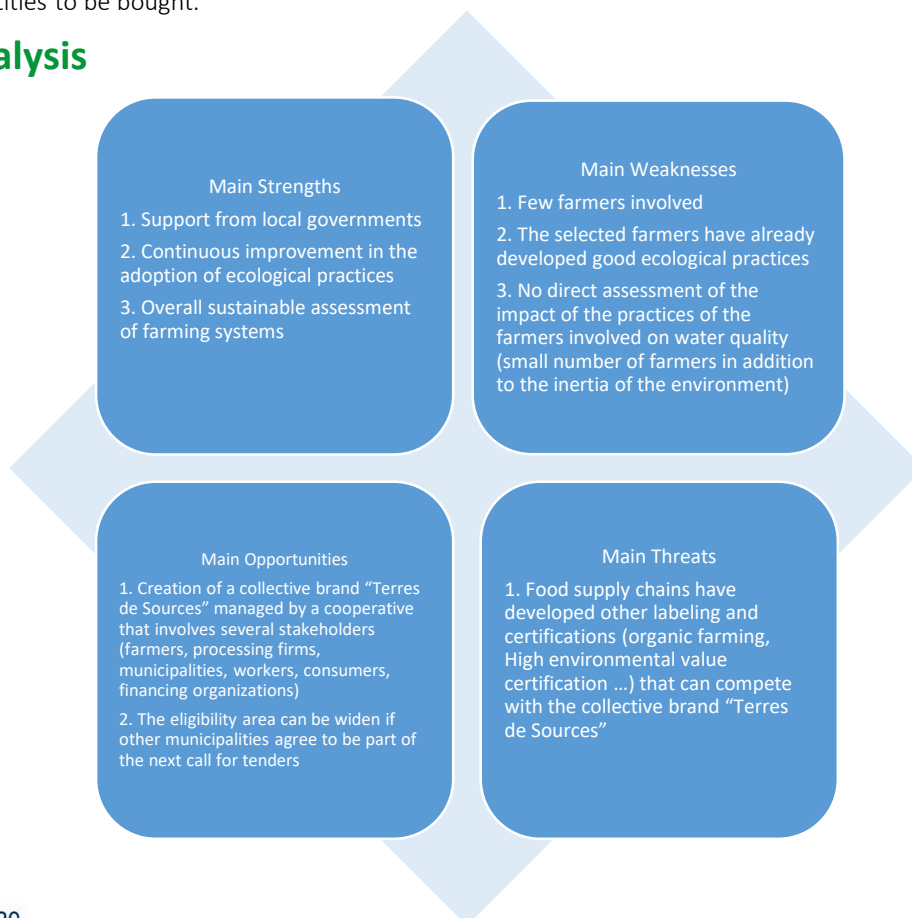 tities to be bought.
alysis
Main Strengths
1. Support from local governments
2. Continuous improvement in the
adoption of ecological practices
3. Overall sustainable assessment
of farming systems
Main Weaknesses
1. Few farmers involved
2. The selected farmers have already
developed good ecological practices
3. No direct assessment of the
impact of the practices of the
farmers involved on water quality
(small number of farmers in addition
to the inertia of the environment)
Main Opportunities
1. Creation of a collective brand “Terres
de Sources” managed by a cooperative
that involves several stakeholders
(farmers, processing firms,
municipalities, workers, consumers,
financing organizations)
2. The eligibility area can be widen if
other municipalities agree to be part of
the next call for tenders
Main Threats
1. Food supply chains have
developed other labeling and
certifications (organic farming,
High environmental value
certification ...) that can compete
with the collective brand “Terres
de Sources”